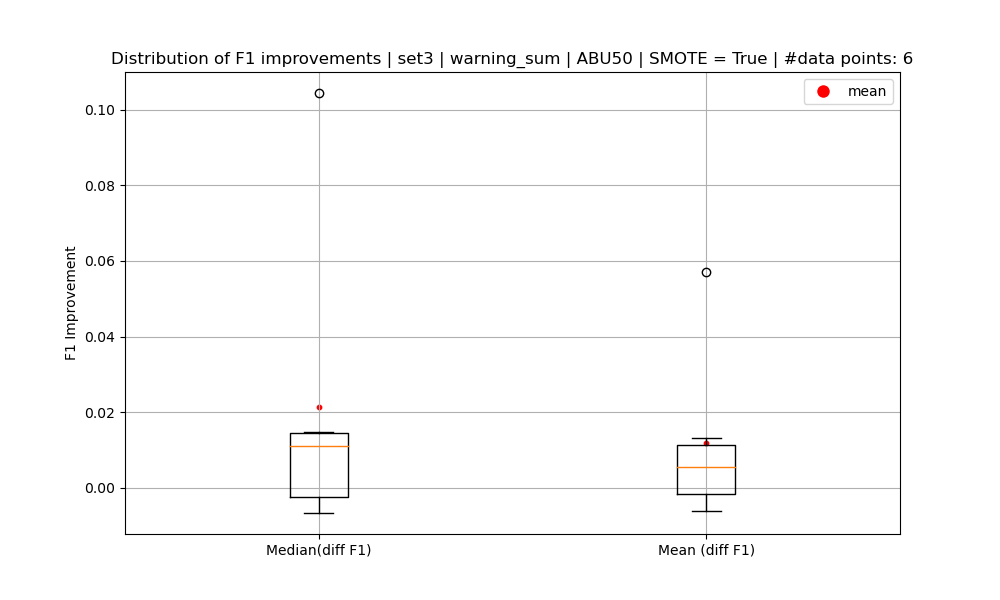 Distribution of F1 improvements | set3 | warning_sum | ABU50 | SMOTE = True | #data points: 6
mean
0.10
0.08
0.06
0.04
0.02
0.00
F1 Improvement
Median(diff F1)
Mean (diff F1)